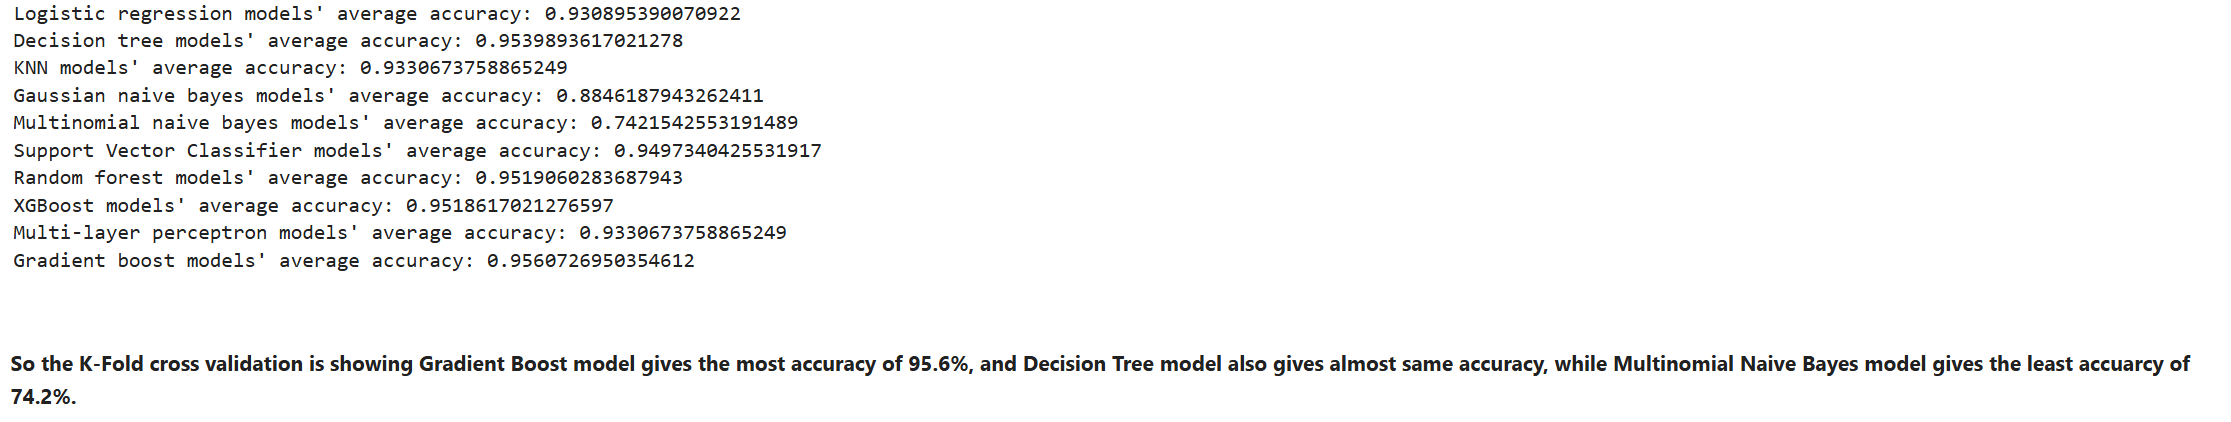 Logistic regression models' average accuracy: 0.930895390070922
Decision tree models' average accuracy: 0.9539893617021278
KNN models' average accuracy: 0.9330673758865249
Gaussian naive bayes models' average accuracy: 0.8846187943262411
Multinomial naive bayes models' average accuracy: 0.7421542553191489
Support Vector Classifier models' average accuracy: 0.9497340425531917
Random forest models' average accuracy: 0.9519060283687943
XGBoost models' average accuracy: 0.9518617021276597
Multi-layer perceptron models' average accuracy: 0.9330673758865249
Gradient boost models' average accuracy: 0.9560726950354612
So the K-Fold cross validation is showing Gradient Boost model gives the most accuracy of 95.6%, and Decision Tree model also gives almost same accuracy, while Multinomial Naive Bayes model gives the least accuarcy of
74.2%.